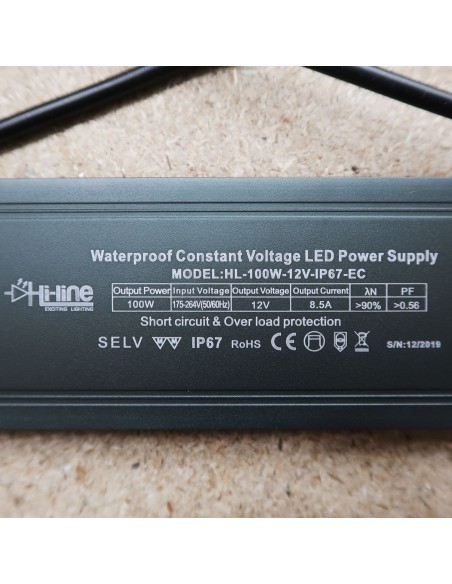 Waterproof Constant Voltage LED Power Supply
MODEL:HL-100W-12V-IP67-EC
Hi-line
EXCITING LIGHTING
Output Power Input Voltage Output Voltage Output Current λN PF
100W 175-264V(50/60Hz) 12V 8.5A >90% >0.56
Short circuit & Over load protection
SELV IP67 RoHS CE S/N:12/2019